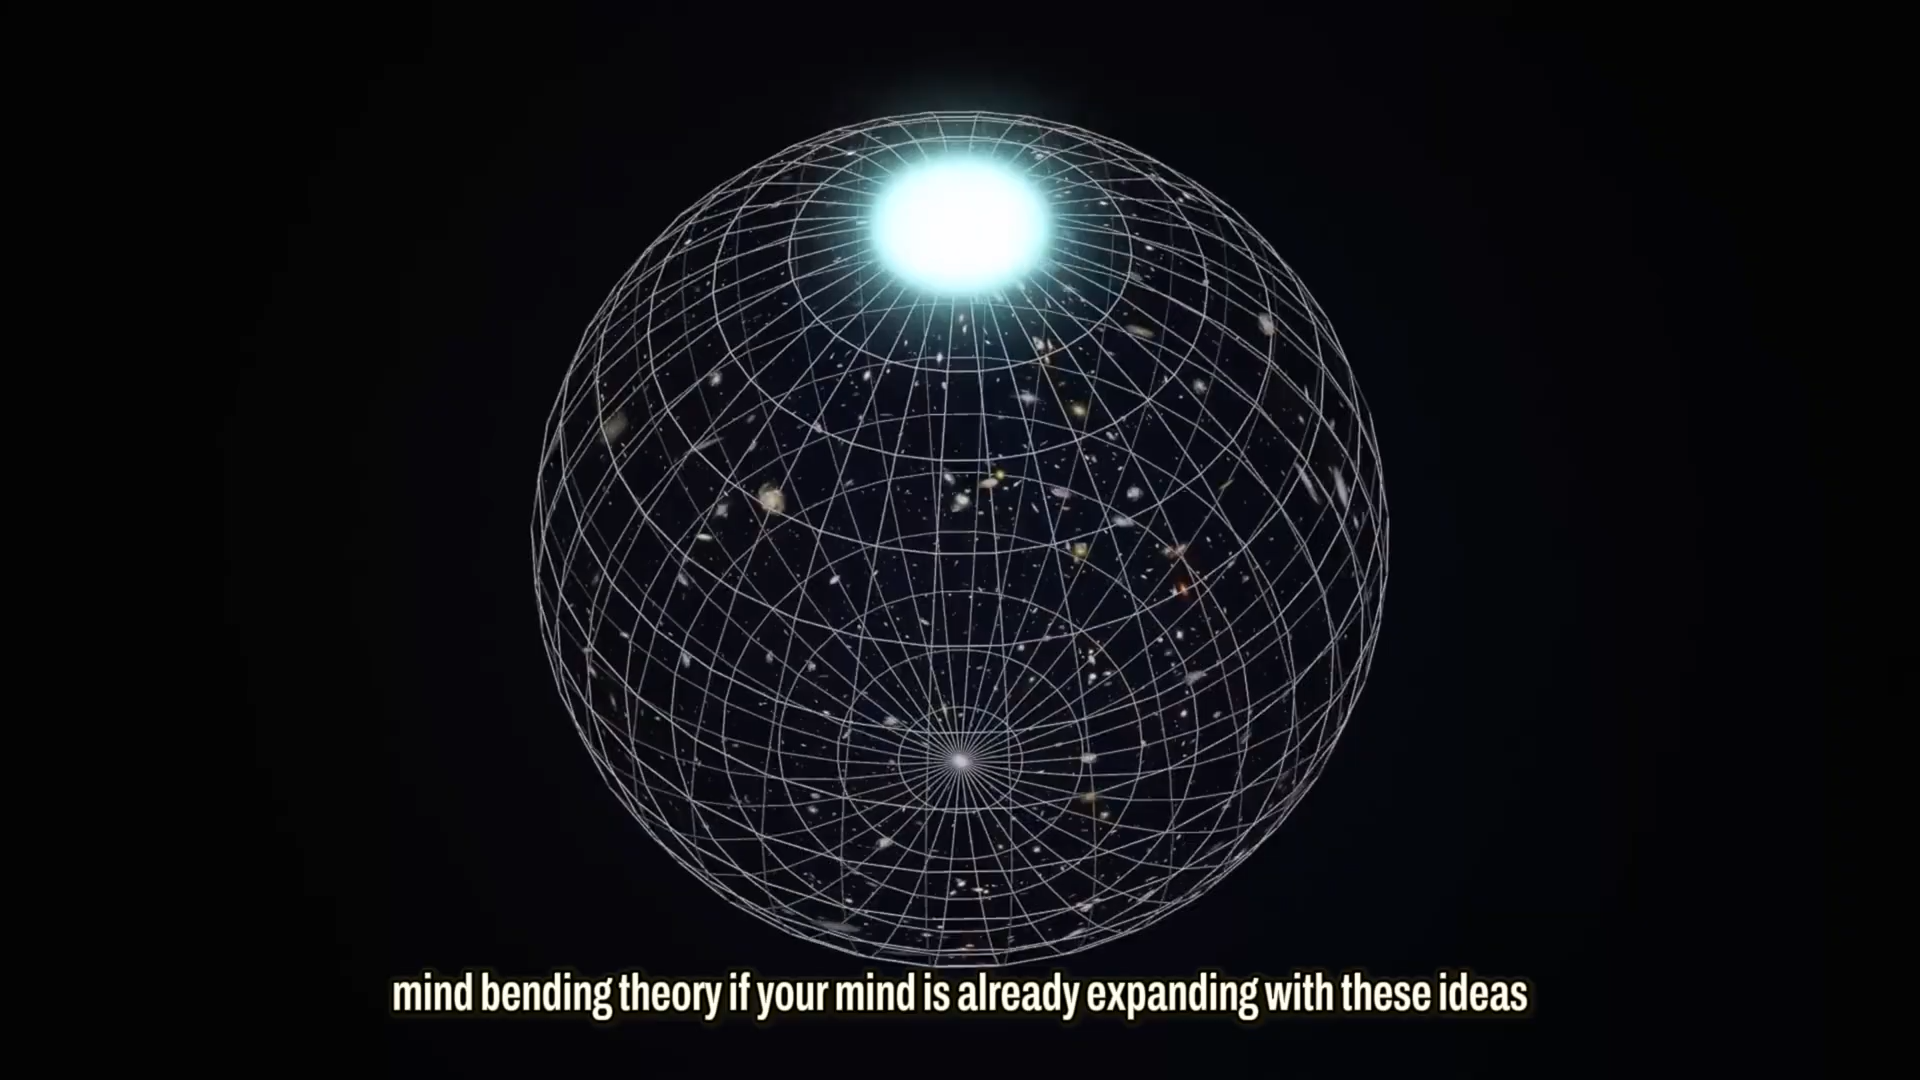 mind bending theory if your mind is already expanding with these ideas